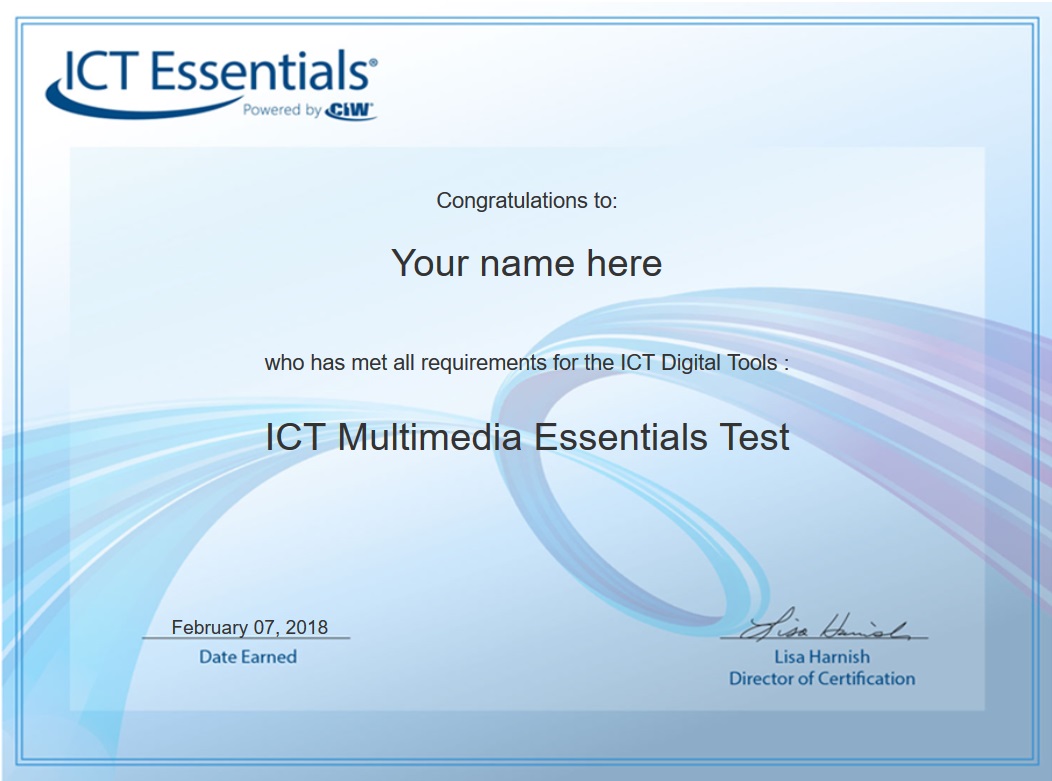 ICT Essentials®
Powered by CIW
Congratulations to:
Your name here
who has met all requirements for the ICT Digital Tools :
ICT Multimedia Essentials Test
February 07, 2018
Date Earned
Lisa Harnish
Lisa Harnish
Director of Certification